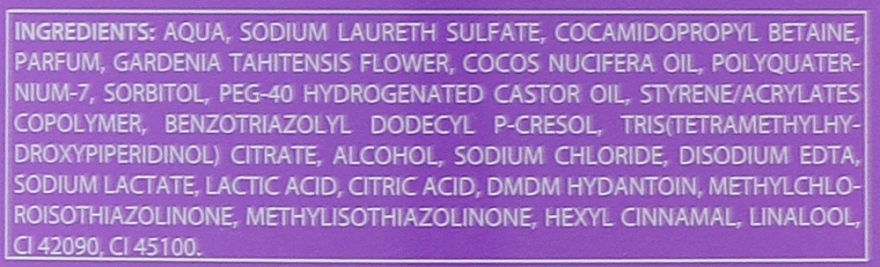 INGREDIENTS: AQUA, SODIUM LAURETH SULFATE, COCAMIDOPROPYL BETAINE,
PARFUM, GARDENIA TAHITENSIS FLOWER, COCOS NUCIFERA OIL, POLYQUATER-
NIUM-7, SORBITOL, PEG-40 HYDROGENATED CASTOR OIL, STYRENE/ACRYLATES
COPOLYMER, BENZOTRIAZOLYL DODECYL P-CRESOL, TRIS(TETRAMETHYLHY-
DROXYPIPERIDINOL) CITRATE, ALCOHOL, SODIUM CHLORIDE, DISODIUM EDTA,
SODIUM LACTATE, LACTIC ACID, CITRIC ACID, DMDM HYDANTOIN, METHYLCHLO-
ROISOTHIAZOLINONE, METHYLISOTHIAZOLINONE, HEXYL CINNAMAL, LINALOOL,
CI 42090, CI 45100.